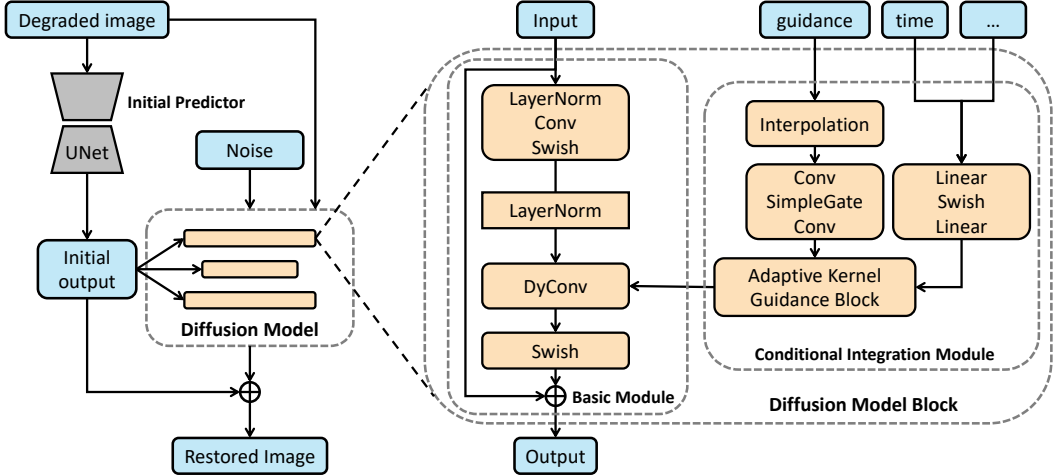 Degraded image
Initial Predictor
UNet
Noise
Initial
output
Diffusion Model
Restored Image
Input
LayerNorm
Conv
Swish
LayerNorm
DyConv
Swish
Basic Module
Output
guidance
time
...
Interpolation
Conv
SimpleGate
Conv
Linear
Swish
Linear
Adaptive Kernel
Guidance Block
Conditional Integration Module
Diffusion Model Block